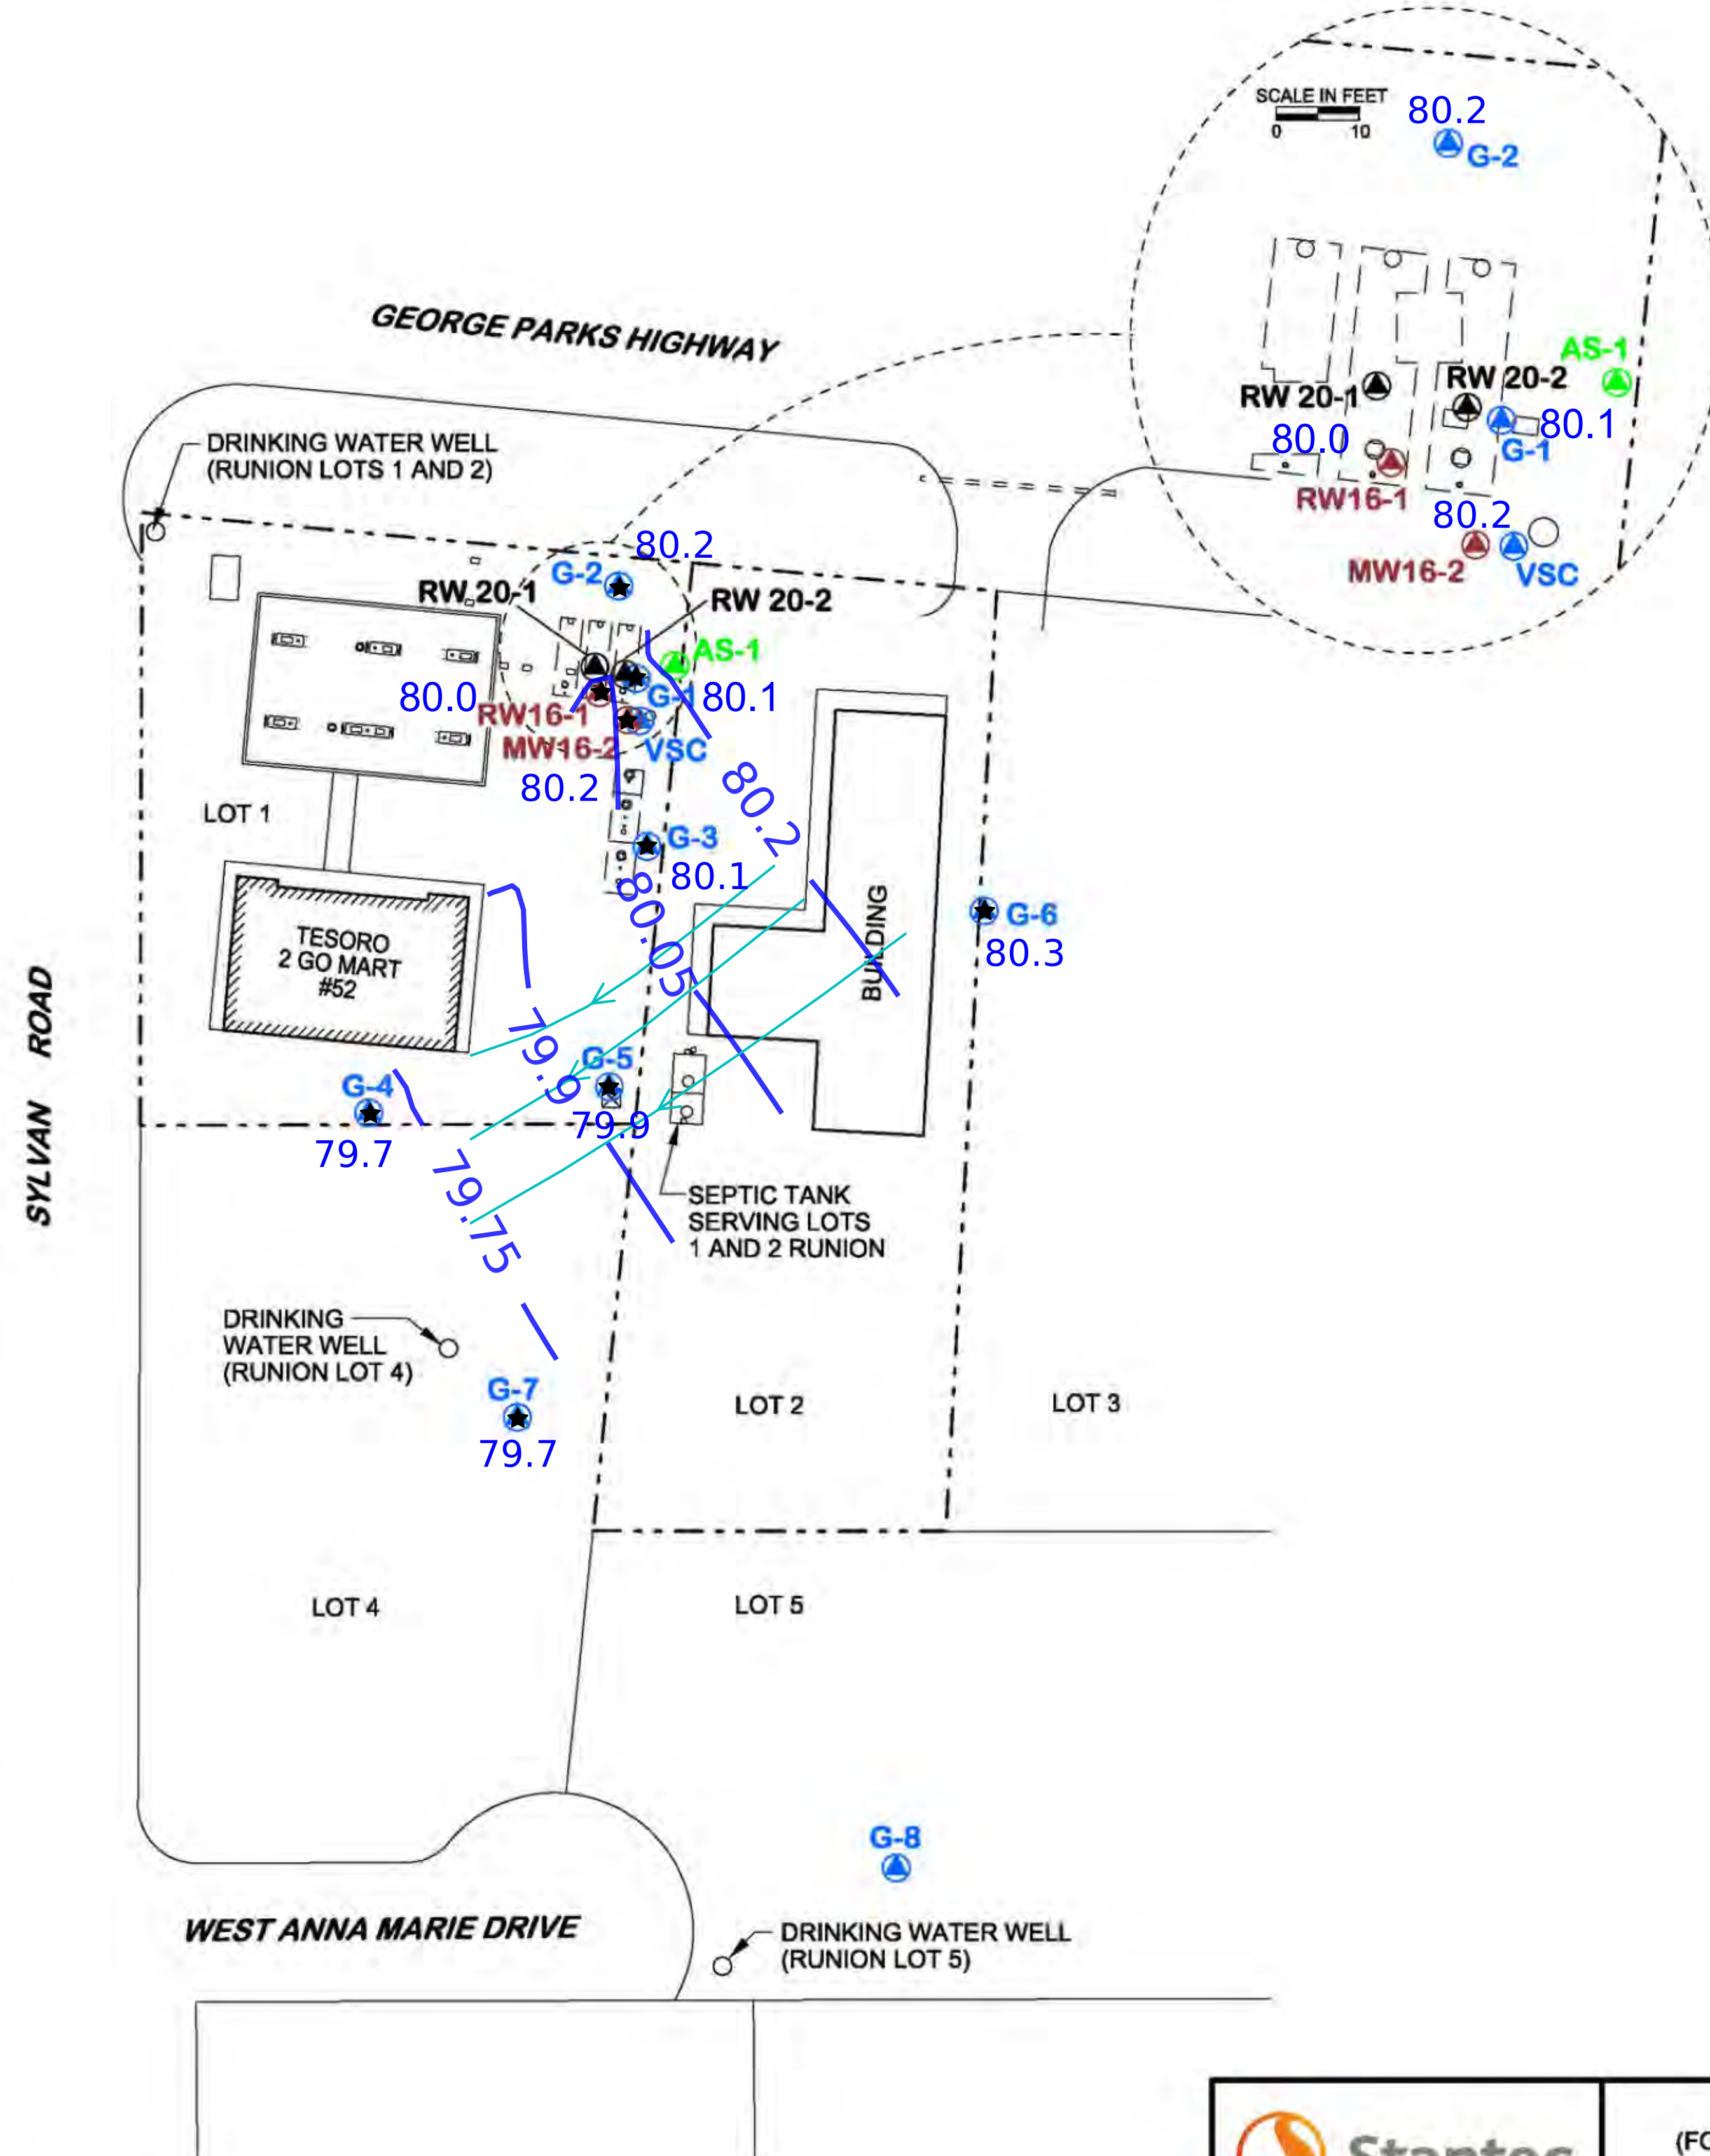 SCALE IN FEET
0 10
80.2
G-2
AS-1
RW 20-1
RW 20-2
80.0
80.1
G-1
RW16-1
80.2
MW16-2
VSC
GEORGE PARKS HIGHWAY
DRINKING WATER WELL
(RUNION LOTS 1 AND 2)
80.2
G-2
RW 20-1
RW 20-2
AS-1
80.0
G-1
80.1
RW16-1
MW16-2
VSC
80.2
80.2
LOT 1
G-3
80.1
80.05
BUILDING
G-6
80.3
TESORO
2 GO MART
#52
SYLVAN ROAD
79.9
G-5
G-4
79.9
79.7
79.75
SEPTIC TANK
SERVING LOTS
1 AND 2 RUNION
DRINKING
WATER WELL
(RUNION LOT 4)
G-7
79.7
LOT 2
LOT 3
LOT 4
LOT 5
G-8
WEST ANNA MARIE DRIVE
DRINKING WATER WELL
(RUNION LOT 5)
Stantec
(FO